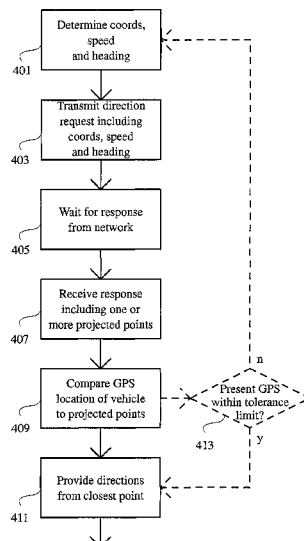 Determine coords,
speed
and heading
401
Transmit direction
request including
coords, speed
and heading
403
Wait for response
from network
405
Receive response
including one or
more projected points
407
Compare GPS
location of vehicle
to projected points
409
n
Present GPS
within tolerance
limit?
413
y
Provide directions
from closest point
411